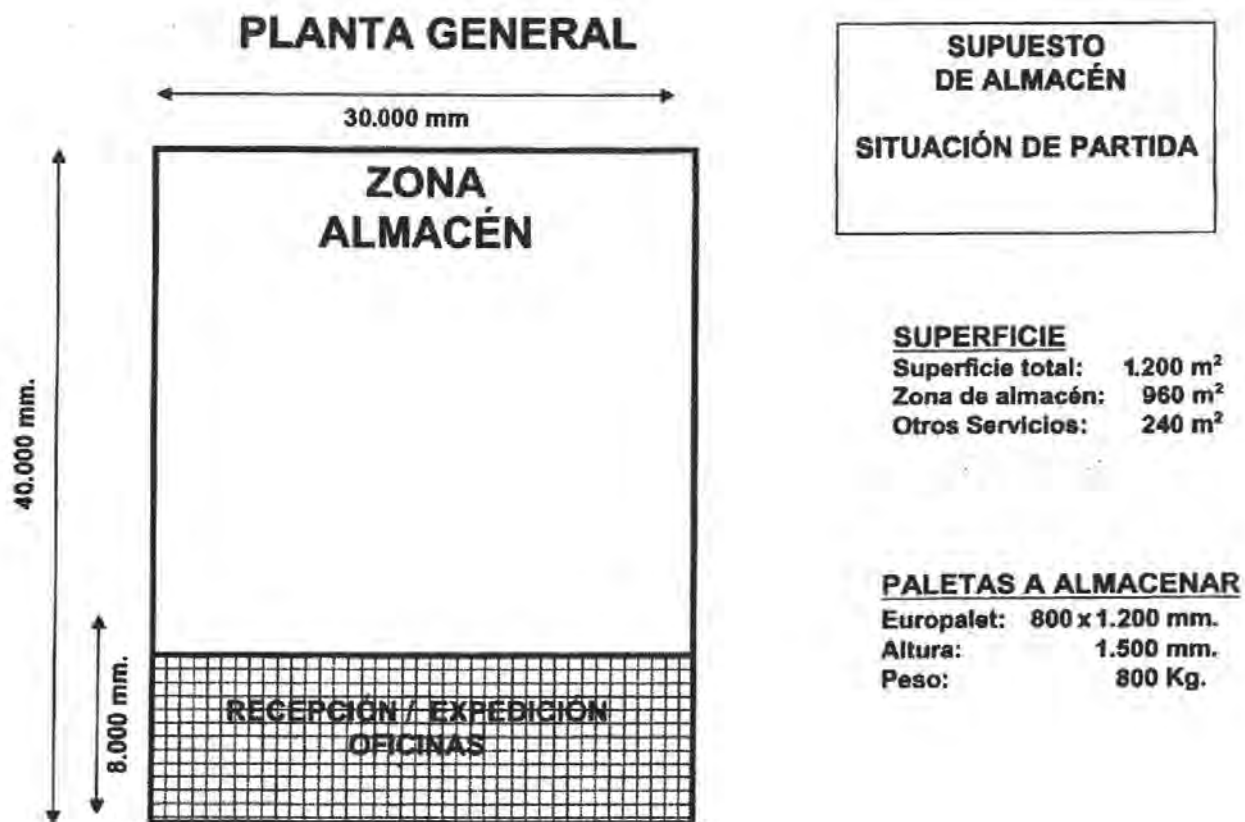 PLANTA GENERAL
30.000 mm
ZONA
ALMACÉN
40.000 mm.
8.000 mm.
RECEPCIÓN / EXPEDICIÓN
OFICINAS
SUPUESTO
DE ALMACÉN
SITUACIÓN DE PARTIDA
SUPERFICIE
Superficie total: 1.200 m²
Zona de almacén: 960 m²
Otros Servicios: 240 m²
PALETAS A ALMACENAR
Europalet: 800 x 1.200 mm.
Altura: 1.500 mm.
Peso: 800 Kg.